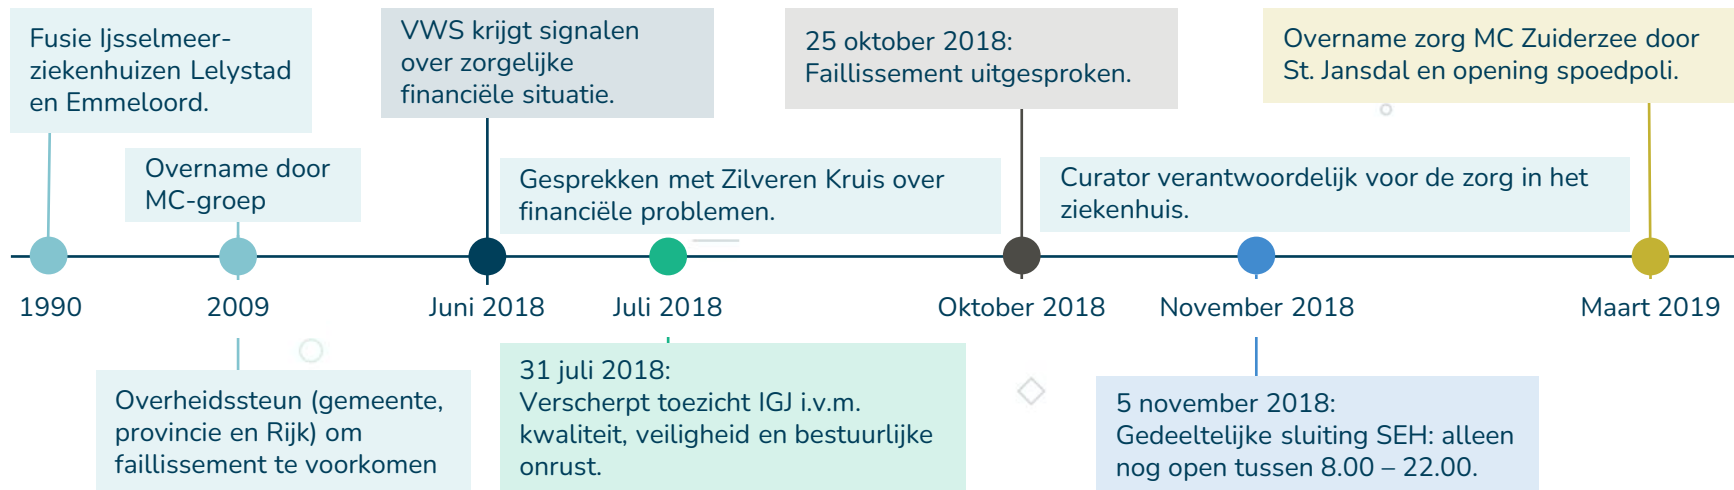 Fusie Ijsselmeer-
ziekenhuizen Lelystad
en Emmeloord.
VWS krijgt signalen
over zorgelijke
financiële situatie.
25 oktober 2018:
Faillissement uitgesproken.
Overname zorg MC Zuiderzee door
St. Jansdal en opening spoedpoli.
Overname door
MC-groep
Gesprekken met Zilveren Kruis over
financiële problemen.
Curator verantwoordelijk voor de zorg in het
ziekenhuis.
1990
2009
Juni 2018
Juli 2018
Oktober 2018
November 2018
Maart 2019
Overheidssteun (gemeente,
provincie en Rijk) om
faillissement te voorkomen
31 juli 2018:
Verscherpt toezicht IGJ i.v.m.
kwaliteit, veiligheid en bestuurlijke
onrust.
5 november 2018:
Gedeeltelijke sluiting SEH: alleen
nog open tussen 8.00 – 22.00.